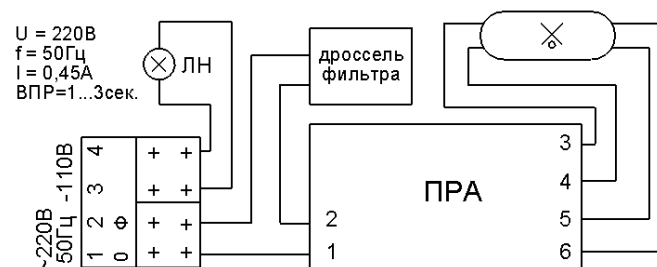 U = 220В
f = 50Гц
I = 0,45А
ВПР=1...3сек.
ЛН
дроссель
фильтра
ПРА
3
4
5
6
2
1
~220В -110В
50Гц
1 2 3 4
0 Ф
+ +
+ +
+ +
+ +